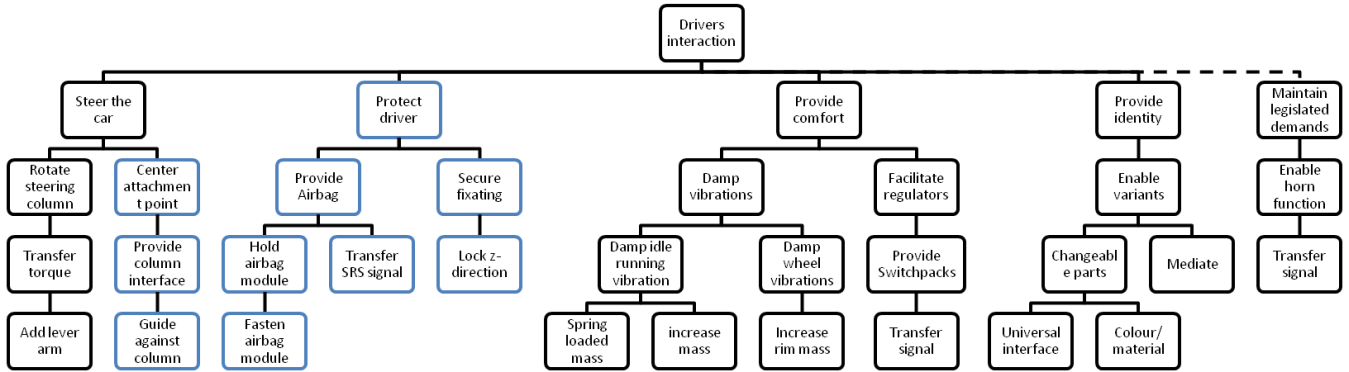 Drivers
interaction
Steer the
car
Protect
driver
Provide
comfort
Provide
identity
Maintain
legislated
demands
Rotate
steering
column
Center
attachmen
t point
Provide
Airbag
Secure
fixating
Damp
vibrations
Facilitate
regulators
Enable
variants
Enable
horn
function
Transfer
torque
Provide
column
interface
Hold
airbag
module
Transfer
SRS signal
Lock z-
direction
Damp idle
running
vibration
Damp
wheel
vibrations
Provide
Switchpacks
Changeabl
e parts
Mediate
Transfer
signal
Add lever
arm
Guide
against
column
Fasten
airbag
module
Spring
loaded
mass
increase
mass
Increase
rim mass
Transfer
signal
Universal
interface
Colour/
material